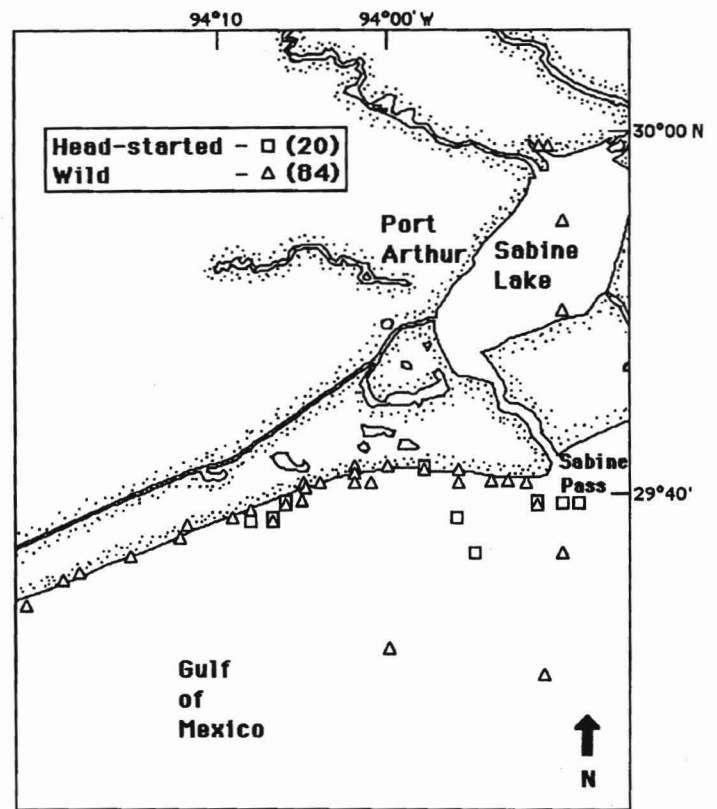 94°10'
94°00' W
30°00' N
Head-started - □ (20)
Wild - △ (84)
Port
Arthur
Sabine
Lake
Sabine
Pass
29°40'
Gulf
of
Mexico
N